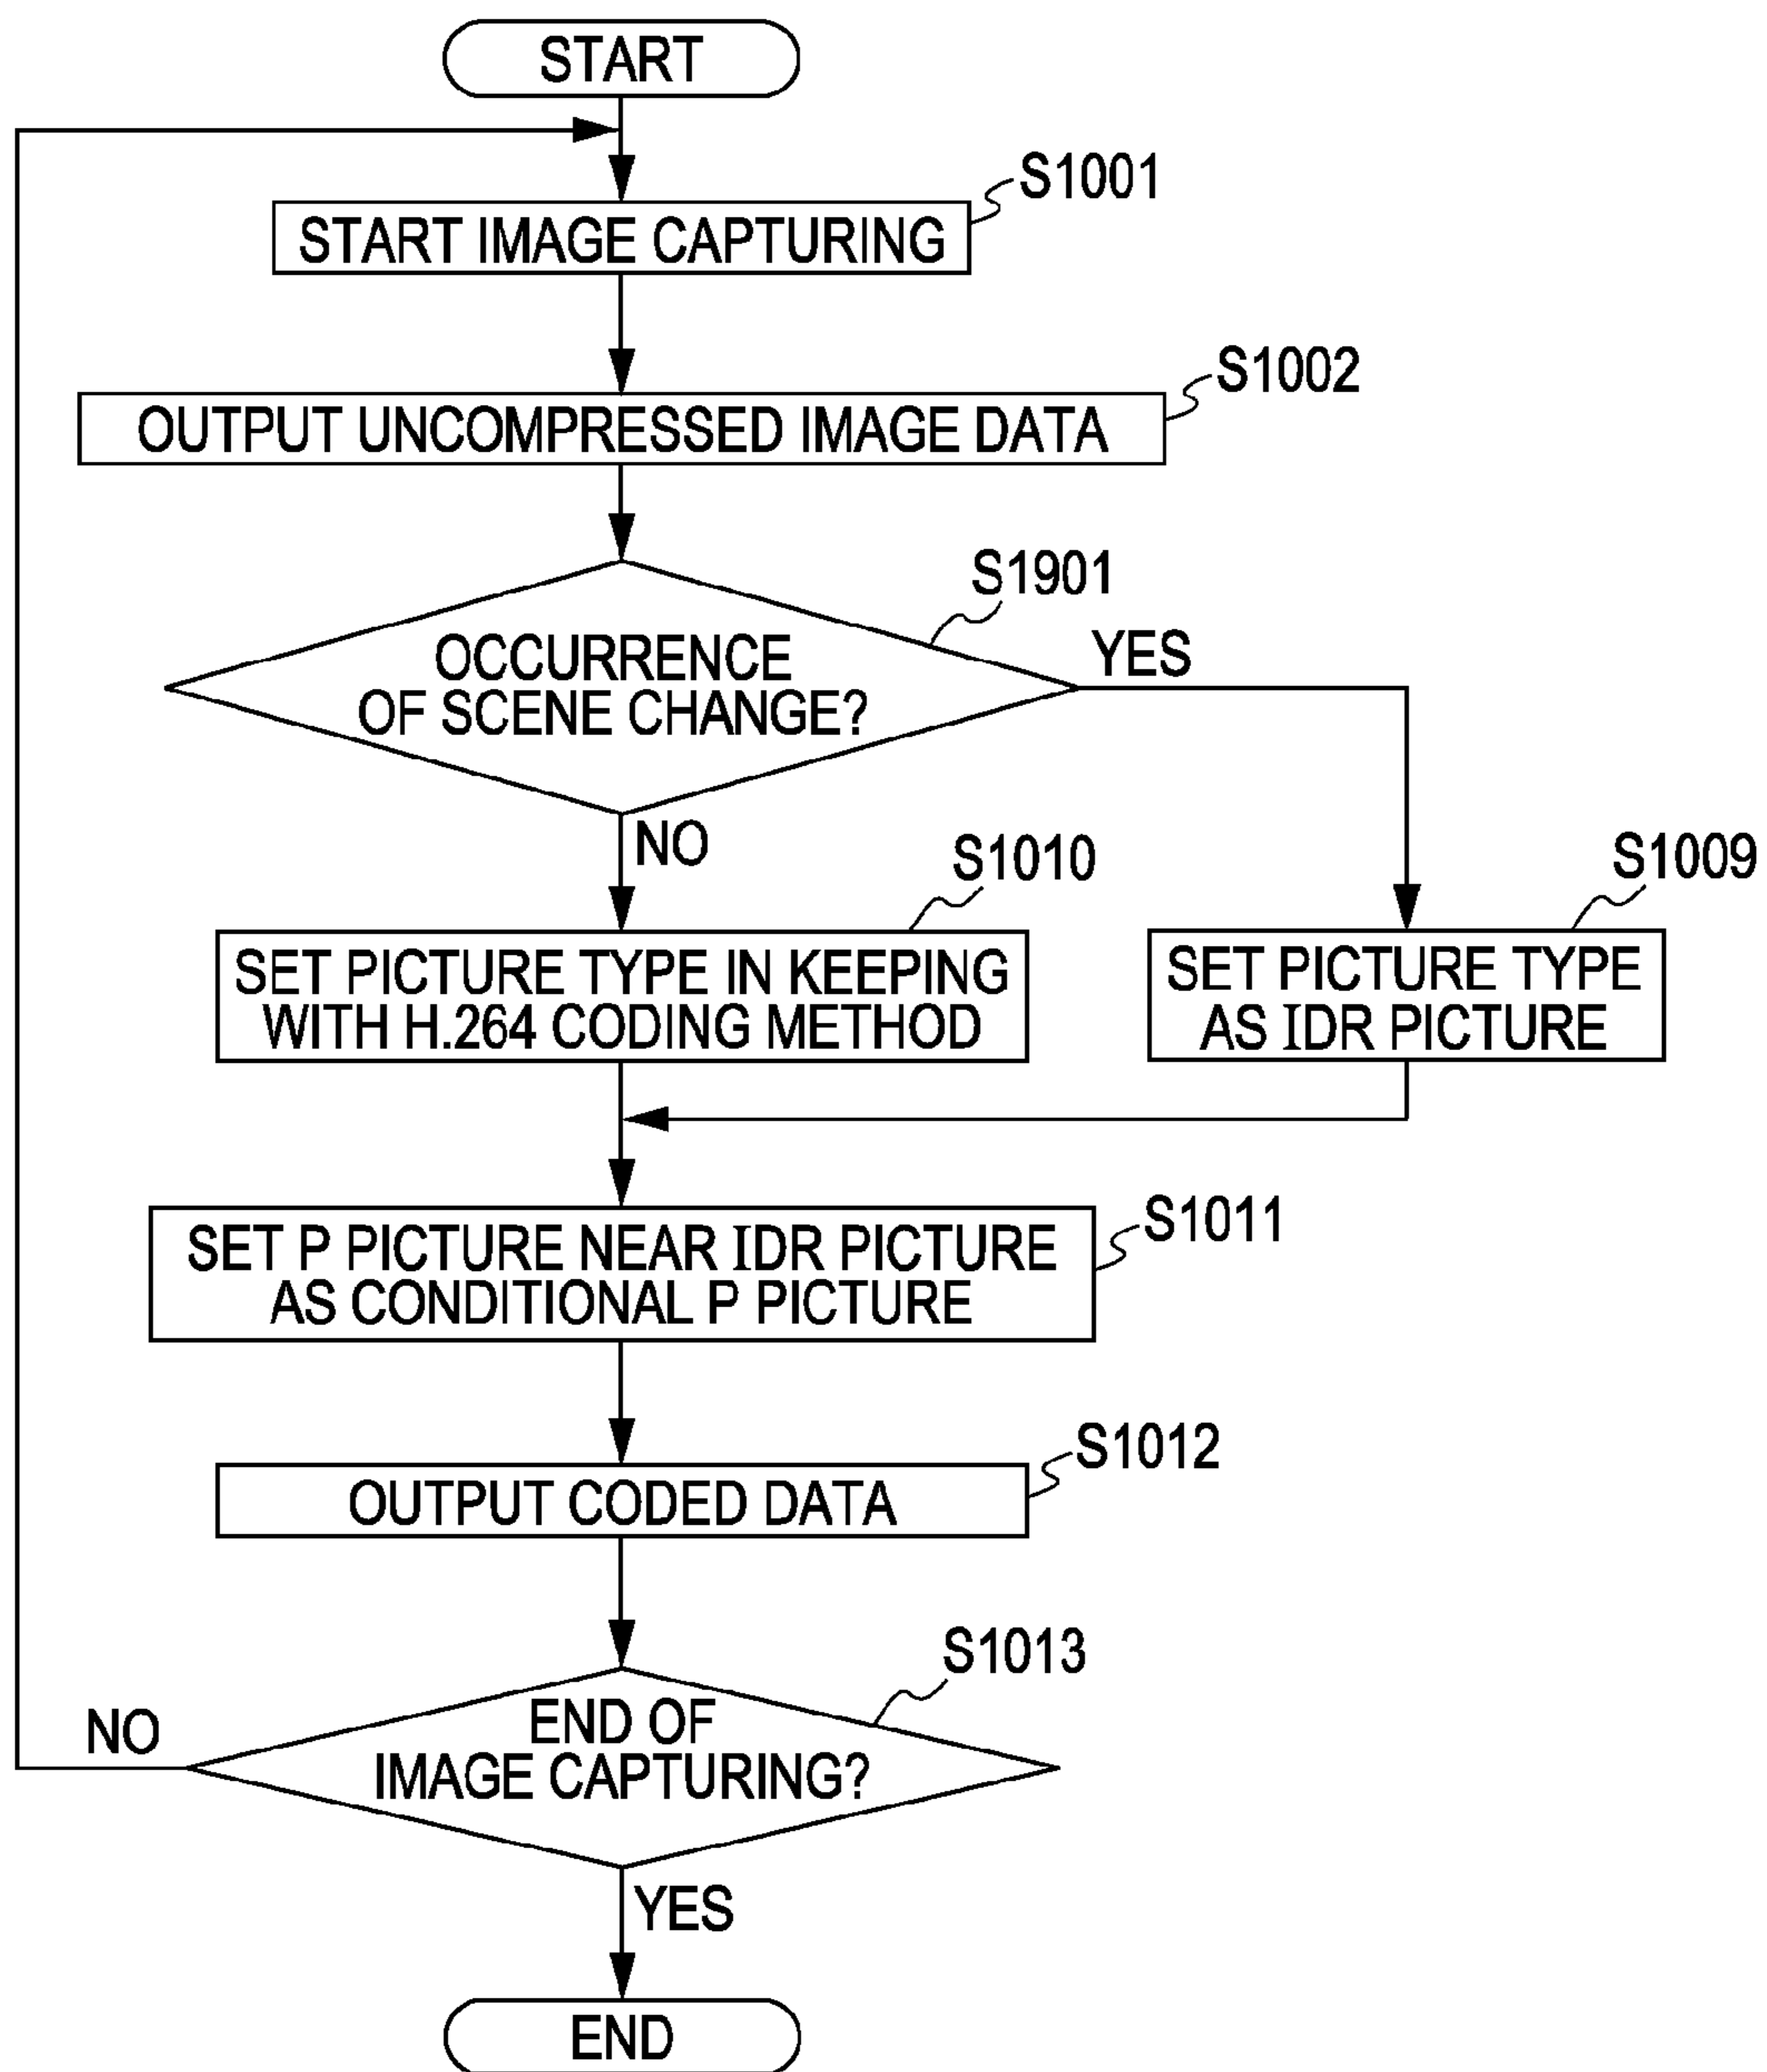 START
S1001
START IMAGE CAPTURING
S1002
OUTPUT UNCOMPRESSED IMAGE DATA
S1901
OCCURRENCE
OF SCENE CHANGE?
YES
NO
S1010
S1009
SET PICTURE TYPE IN KEEPING
WITH H.264 CODING METHOD
SET PICTURE TYPE
AS IDR PICTURE
S1011
SET P PICTURE NEAR IDR PICTURE
AS CONDITIONAL P PICTURE
S1012
OUTPUT CODED DATA
S1013
END OF
IMAGE CAPTURING?
NO
YES
END